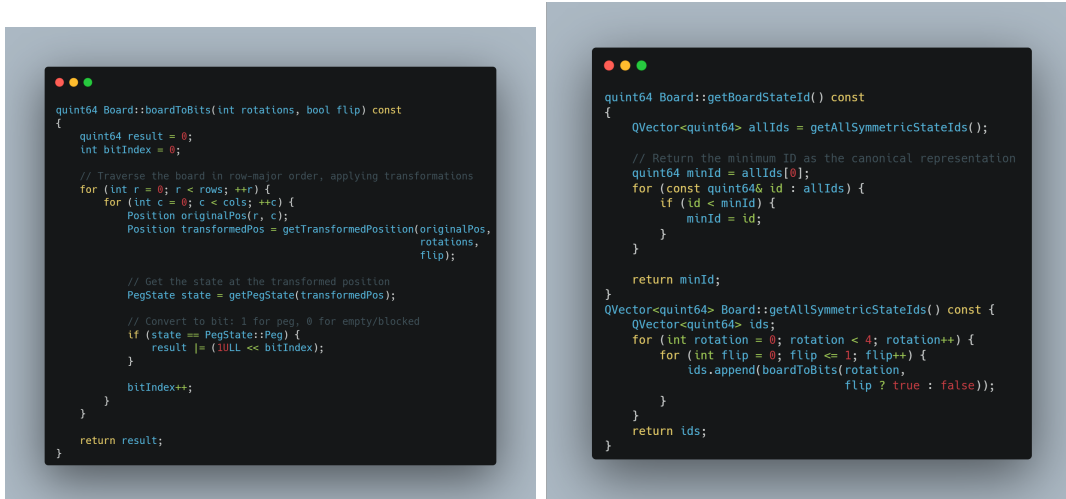 quint64 Board::boardToBits(int rotations, bool flip) const
{
    quint64 result = 0;
    int bitIndex = 0;

    // Traverse the board in row-major order, applying transformations
    for (int r = 0; r < rows; ++r) {
        for (int c = 0; c < cols; ++c) {
            Position originalPos(r, c);
            Position transformedPos = getTransformedPosition(originalPos,
                                                             rotations,
                                                             flip);

            // Get the state at the transformed position
            PegState state = getPegState(transformedPos);

            // Convert to bit: 1 for peg, 0 for empty/blocked
            if (state == PegState::Peg) {
                result |= (1ULL << bitIndex);
            }

            bitIndex++;
        }
    }

    return result;
}
quint64 Board::getBoardStateId() const
{
    QVector<quint64> allIds = getAllSymmetricStateIds();

    // Return the minimum ID as the canonical representation
    quint64 minId = allIds[0];
    for (const quint64& id : allIds) {
        if (id < minId) {
            minId = id;
        }
    }

    return minId;
}
QVector<quint64> Board::getAllSymmetricStateIds() const {
    QVector<quint64> ids;
    for (int rotation = 0; rotation < 4; rotation++) {
        for (int flip = 0; flip <= 1; flip++) {
            ids.append(boardToBits(rotation,
                                   flip ? true : false));
        }
    }
    return ids;
}